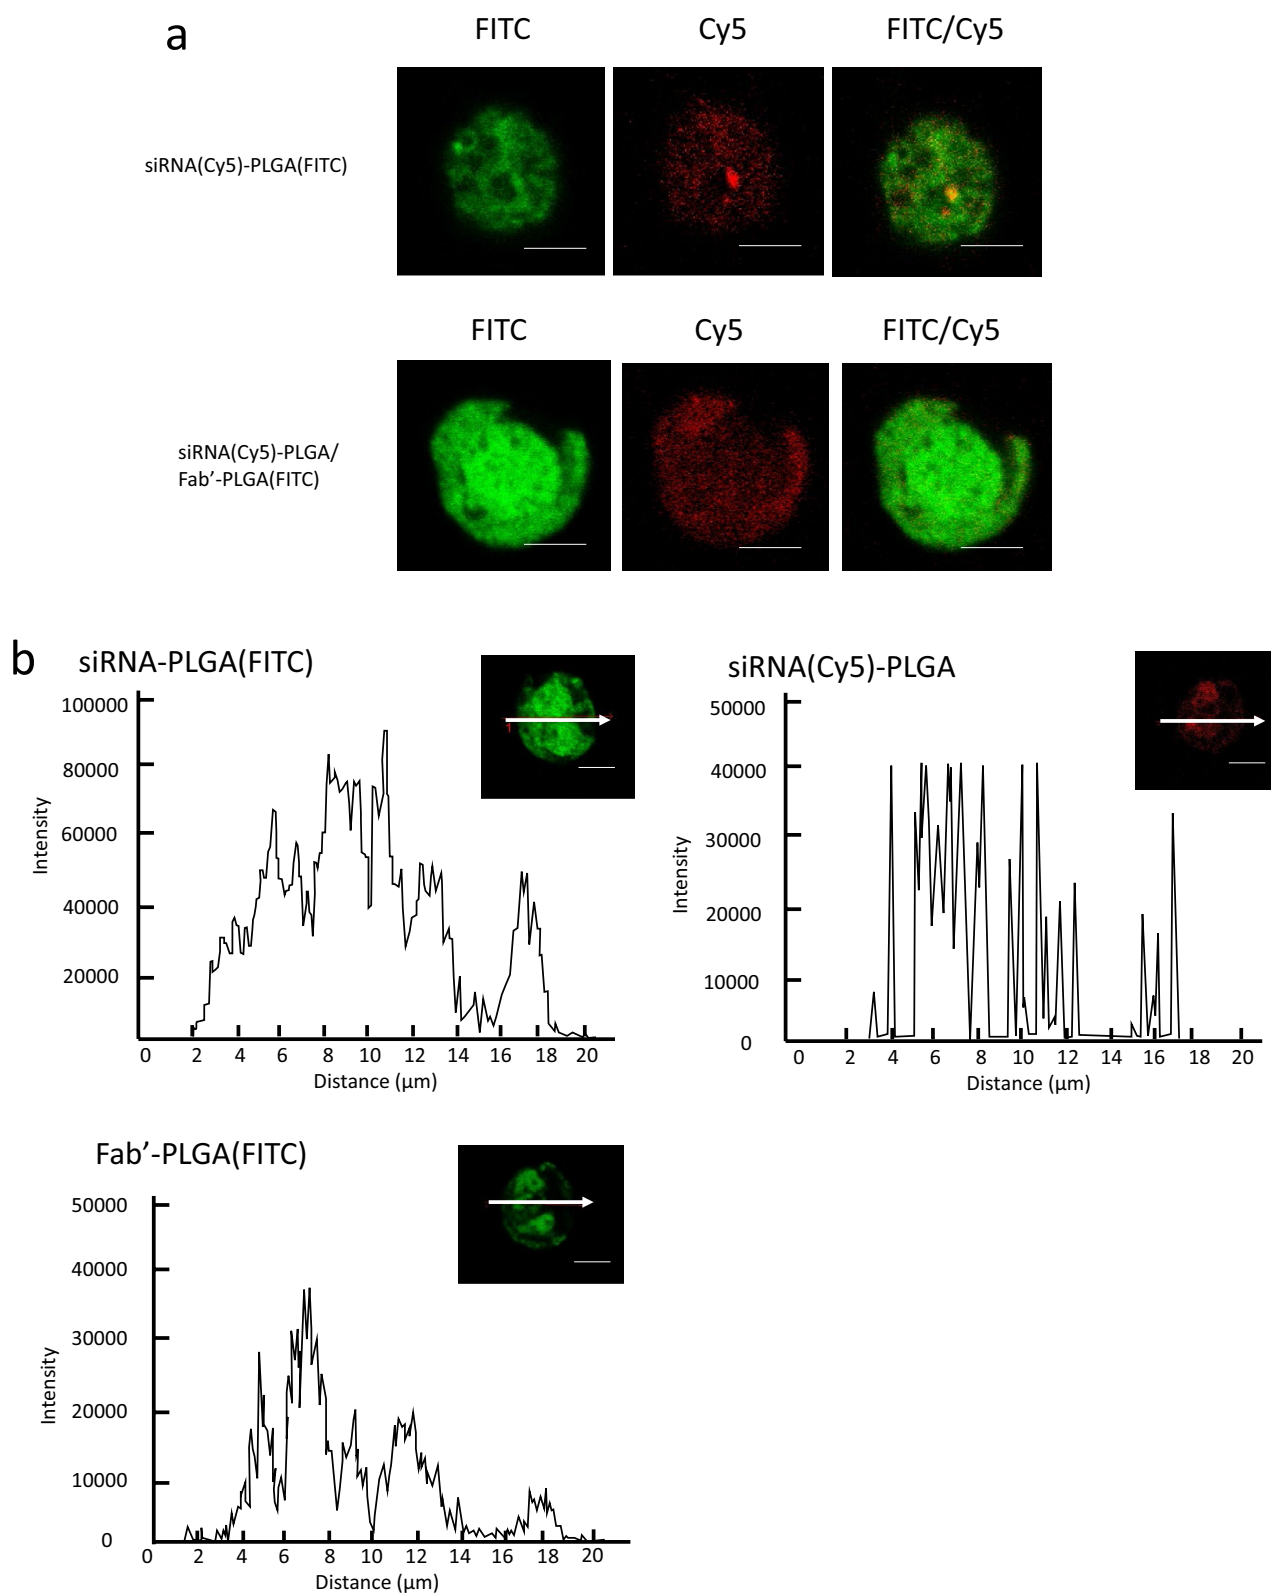 a
FITC Cy5 FITC/Cy5
siRNA(Cy5)-PLGA(FITC)
FITC Cy5 FITC/Cy5
siRNA(Cy5)-PLGA/
Fab’-PLGA(FITC)
b
siRNA-PLGA(FITC)
100000
80000
60000
40000
20000
Intensity
0 2 4 6 8 10 12 14 16 18 20
Distance (µm)
siRNA(Cy5)-PLGA
50000
40000
30000
20000
10000
0
Intensity
0 2 4 6 8 10 12 14 16 18 20
Distance (µm)
Fab’-PLGA(FITC)
50000
40000
30000
20000
10000
0
Intensity
0 2 4 6 8 10 12 14 16 18 20
Distance (µm)